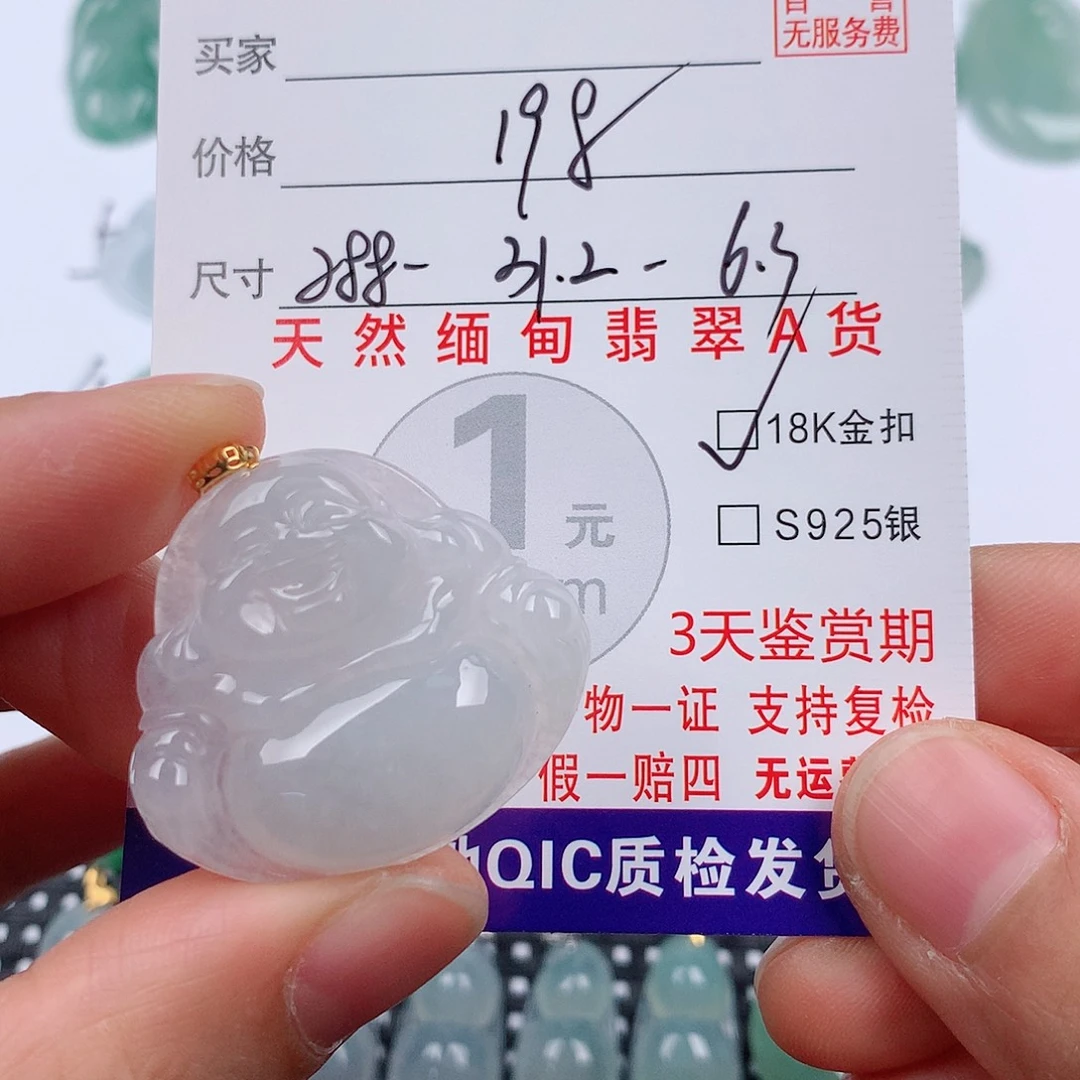 无服务费
买家
价格 198
尺寸 288- 31.2 - 6.3
天然缅甸翡翠A货
18K金扣
1元
S925银
m
3天鉴赏期
物一证 支持复检
假一赔四 无运
QIC质检发货